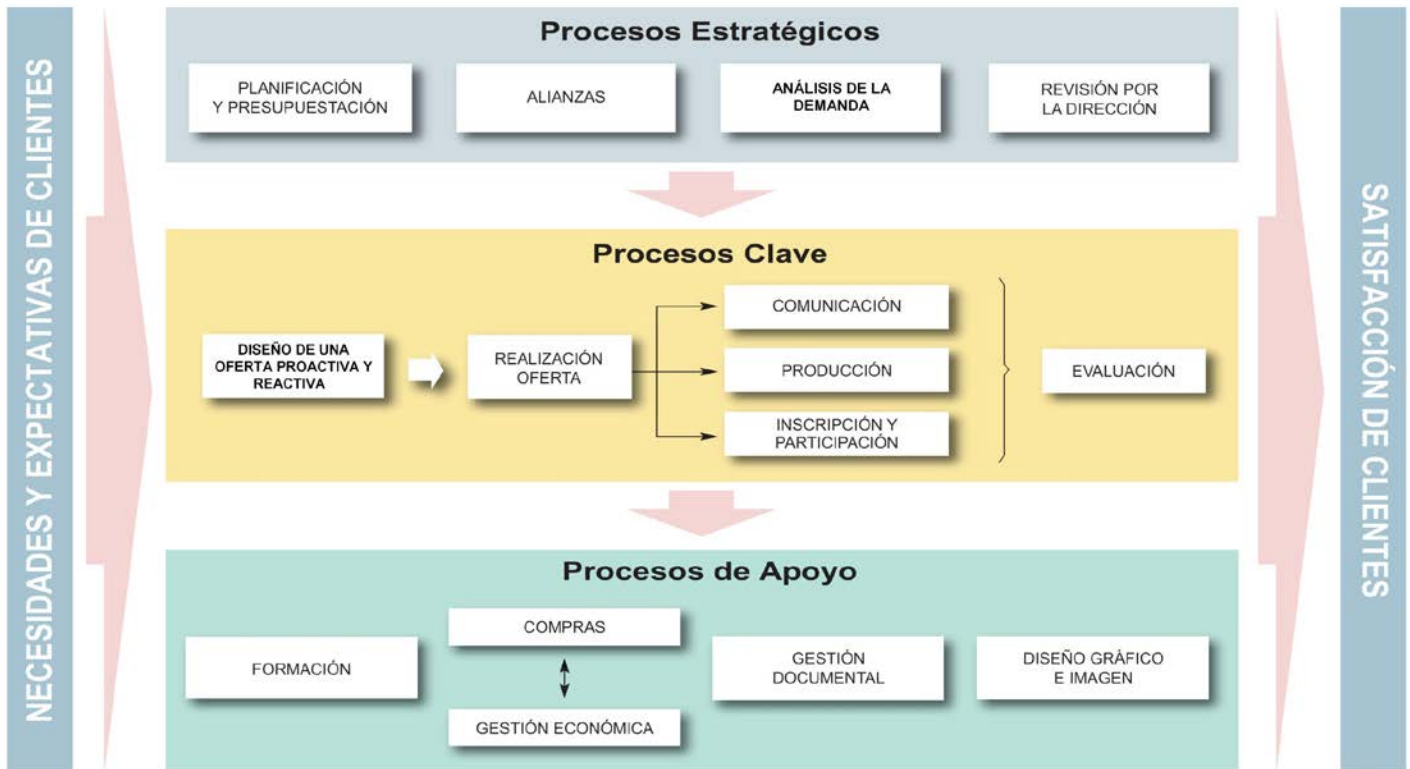 NECESIDADES Y EXPECTATIVAS DE CLIENTES
Procesos Estratégicos
PLANIFICACIÓN
Y PRESUPUESTACIÓN
ALIANZAS
ANÁLISIS DE LA
DEMANDA
REVISIÓN POR
LA DIRECCIÓN
Procesos Clave
DISEÑO DE UNA
OFERTA PROACTIVA Y
REACTIVA
REALIZACIÓN
OFERTA
COMUNICACIÓN
PRODUCCIÓN
INSCRIPCIÓN Y
PARTICIPACIÓN
EVALUACIÓN
Procesos de Apoyo
FORMACIÓN
COMPRAS
GESTIÓN ECONÓMICA
GESTIÓN
DOCUMENTAL
DISEÑO GRÁFICO
E IMAGEN
SATISFACCIÓN DE CLIENTES